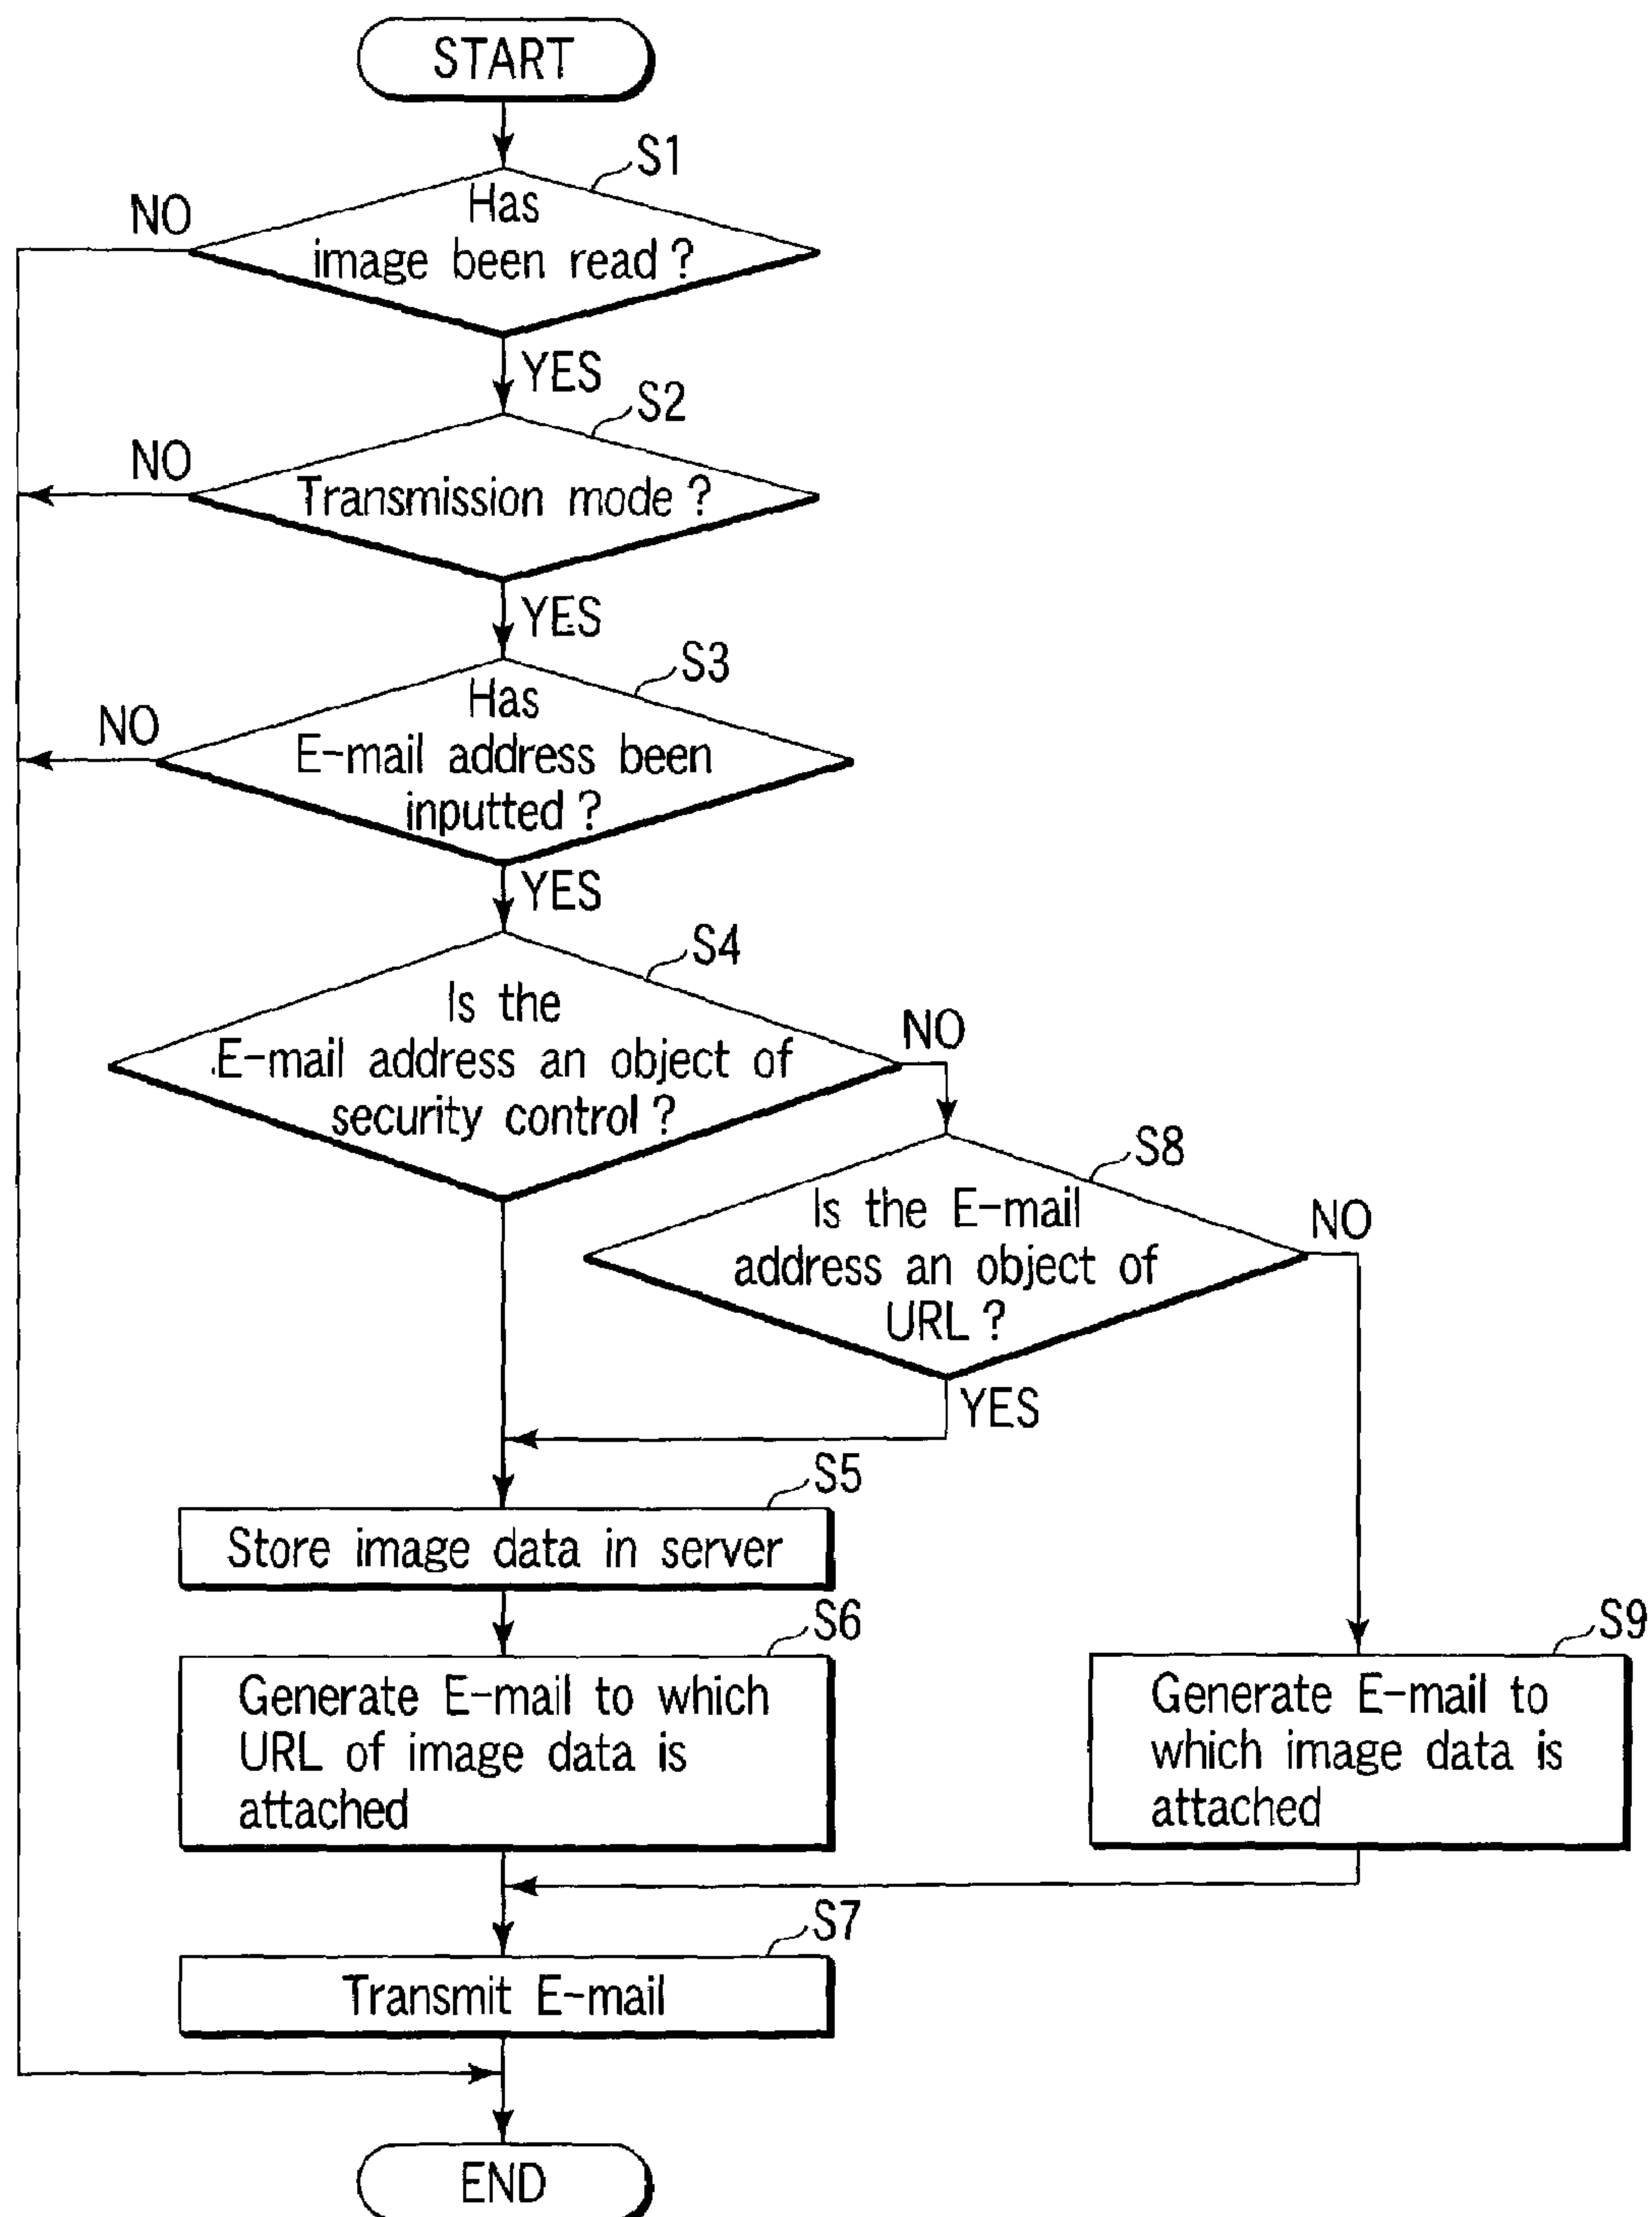 START
S1
NO
Has
image been read ?
YES
S2
NO
Transmission mode ?
YES
S3
NO
Has
E-mail address been
inputted ?
YES
S4
Is the
E-mail address an object of
security control ?
NO
S8
Is the E-mail
address an object of
URL ?
NO
YES
S5
Store image data in server
S6
Generate E-mail to which
URL of image data is
attached
S9
Generate E-mail to
which image data is
attached
S7
Transmit E-mail
END